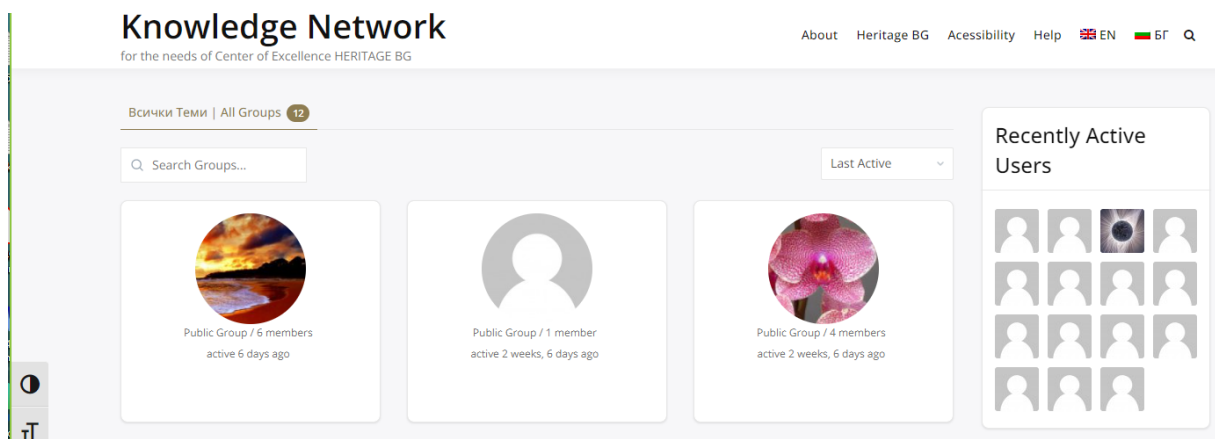 Knowledge Network
for the needs of Center of Excellence HERITAGE BG
About Heritage BG Acessibility Help EN БГ
Всички Теми | All Groups 12
Search Groups...
Last Active
Public Group / 6 members
active 6 days ago
Public Group / 1 member
active 2 weeks, 6 days ago
Public Group / 4 members
active 2 weeks, 6 days ago
Recently Active
Users